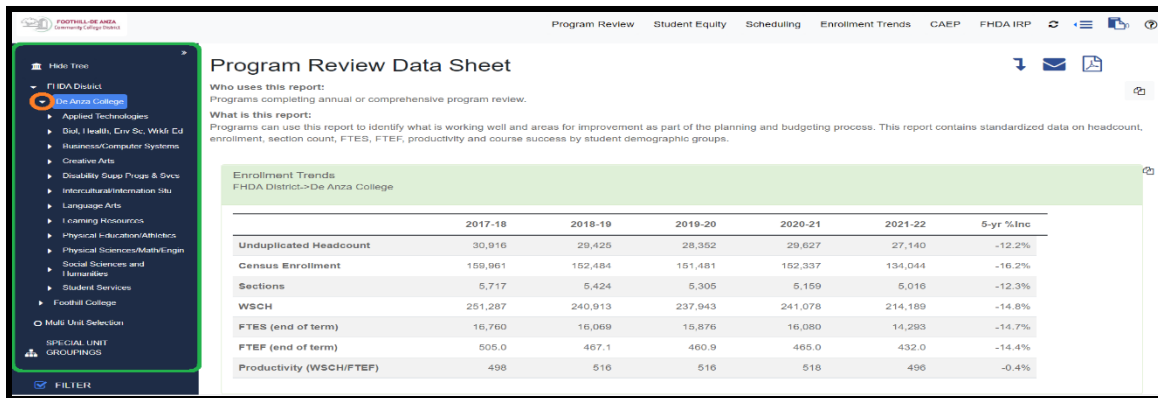 FOOTHILL-DE ANZA
Community College District
Program Review Student Equity Scheduling Enrollment Trends CAEP FHDA IRP
Hide Tree
FHDA District
De Anza College
Applied Technologies
Biol, Health, Env Sc, Wrkfr Ed
Business/Computer Systems
Creative Arts
Disability Supp Progs & Svcs
Intercultural/Internation Stu
Language Arts
Learning Resources
Physical Education/Athletics
Physical Sciences/Math/Engin
Social Sciences and
Humanities
Student Services
Foothill College
Multi Unit Selection
SPECIAL UNIT
GROUPINGS
FILTER
Program Review Data Sheet
Who uses this report:
Programs completing annual or comprehensive program review.
What is this report:
Programs can use this report to identify what is working well and areas for improvement as part of the planning and budgeting process. This report contains standardized data on headcount,
enrollment, section count, FTES, FTEF, productivity and course success by student demographic groups.
Enrollment Trends
FHDA District->De Anza College
2017-18 2018-19 2019-20 2020-21 2021-22 5-yr %Inc
Unduplicated Headcount 30,916 29,425 28,352 29,627 27,140 -12.2%
Census Enrollment 159,961 152,484 151,481 152,337 134,044 -16.2%
Sections 5,717 5,424 5,305 5,159 5,016 -12.3%
WSCH 251,287 240,913 237,943 241,078 214,189 -14.8%
FTES (end of term) 16,760 16,069 15,876 16,080 14,293 -14.7%
FTEF (end of term) 505.0 467.1 460.9 465.0 432.0 -14.4%
Productivity (WSCH/FTEF) 498 516 516 518 496 -0.4%